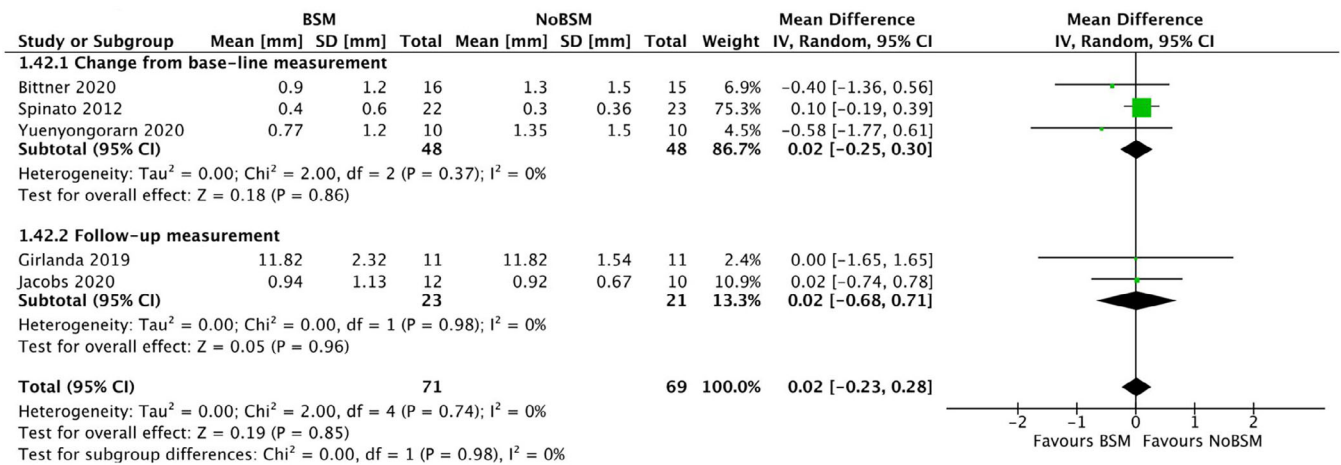 BSM NoBSM Mean Difference Mean Difference
Study or Subgroup Mean [mm] SD [mm] Total Mean [mm] SD [mm] Total Weight IV, Random, 95% CI IV, Random, 95% CI
1.42.1 Change from base-line measurement
Bittner 2020 0.9 1.2 16 1.3 1.5 15 6.9% -0.40 [-1.36, 0.56]
Spinato 2012 0.4 0.6 22 0.3 0.36 23 75.3% 0.10 [-0.19, 0.39]
Yuenyongorarn 2020 0.77 1.2 10 1.35 1.5 10 4.5% -0.58 [-1.77, 0.61]
Subtotal (95% CI) 48 48 86.7% 0.02 [-0.25, 0.30]
Heterogeneity: Tau² = 0.00; Chi² = 2.00, df = 2 (P = 0.37); I² = 0%
Test for overall effect: Z = 0.18 (P = 0.86)
1.42.2 Follow-up measurement
Girlanda 2019 11.82 2.32 11 11.82 1.54 11 2.4% 0.00 [-1.65, 1.65]
Jacobs 2020 0.94 1.13 12 0.92 0.67 10 10.9% 0.02 [-0.74, 0.78]
Subtotal (95% CI) 23 21 13.3% 0.02 [-0.68, 0.71]
Heterogeneity: Tau² = 0.00; Chi² = 0.00, df = 1 (P = 0.98); I² = 0%
Test for overall effect: Z = 0.05 (P = 0.96)
Total (95% CI) 71 69 100.0% 0.02 [-0.23, 0.28]
Heterogeneity: Tau² = 0.00; Chi² = 2.00, df = 4 (P = 0.74); I² = 0%
Test for overall effect: Z = 0.19 (P = 0.85)
Test for subgroup differences: Chi² = 0.00, df = 1 (P = 0.98), I² = 0%
-2 -1 0 1 2
Favours BSM Favours NoBSM